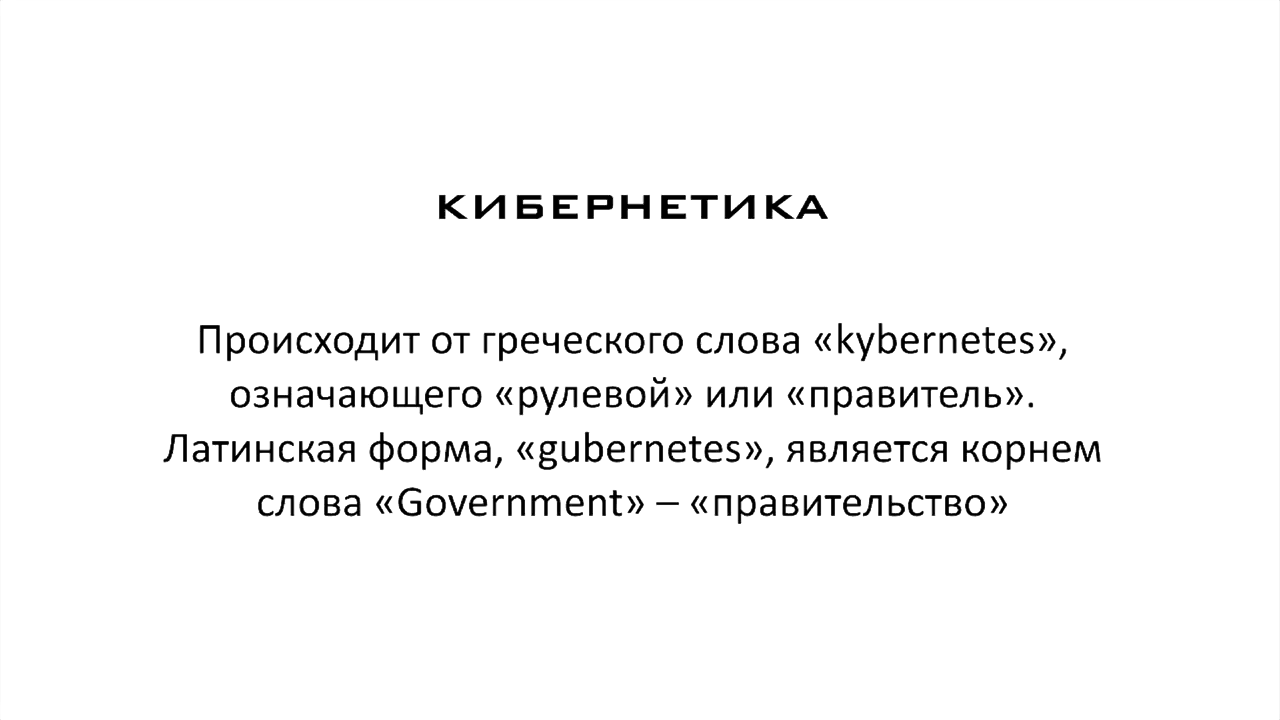 КИБЕРНЕТИКА
Происходит от греческого слова «kybernetes»,
означающего «рулевой» или «правитель».
Латинская форма, «gubernetes», является корнем
слова «Government» – «правительство»